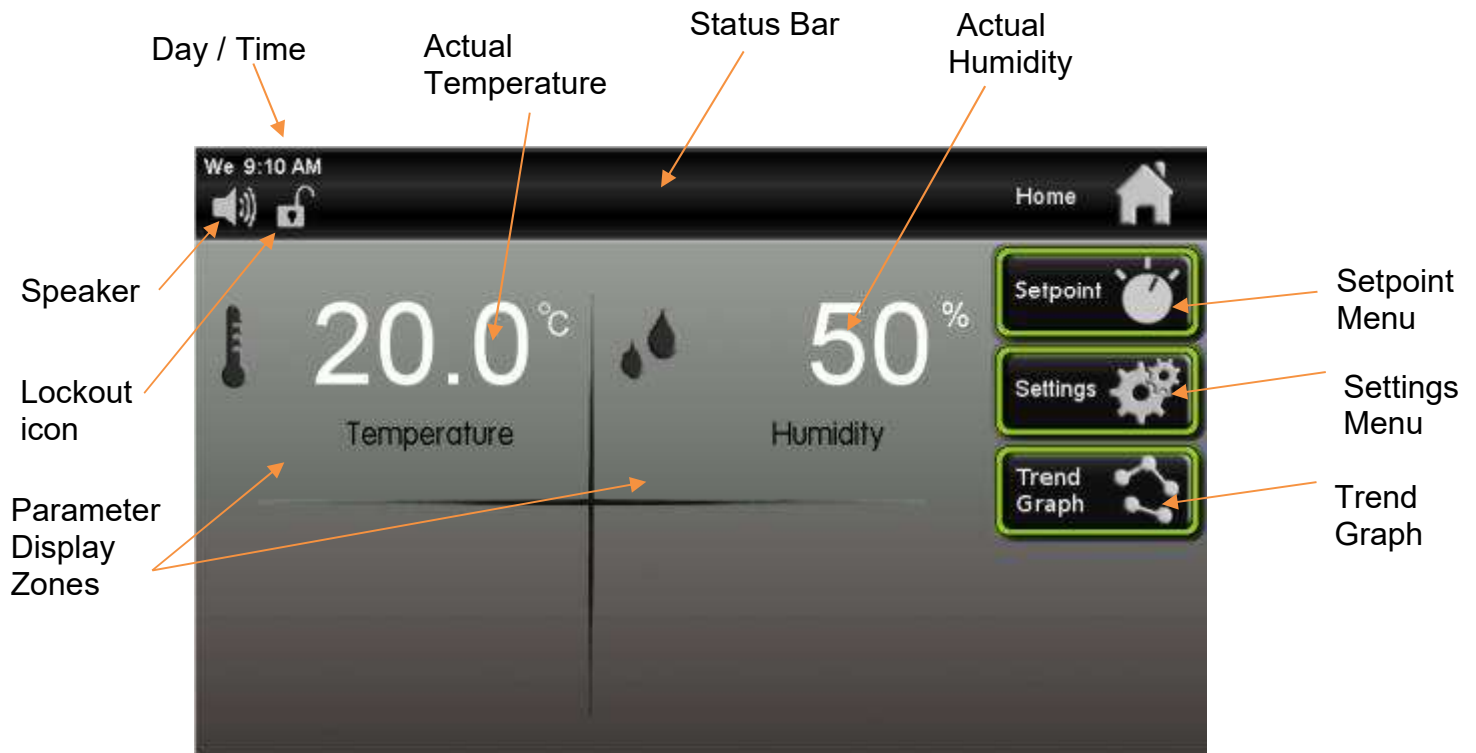 Status Bar
Actual
Humidity
Day / Time
Actual
Temperature
We 9:10 AM
Home
Speaker
Setpoint
Setpoint
Menu
20.0 °C
50 %
Lockout
icon
Settings
Settings
Menu
Temperature
Humidity
Trend
Graph
Parameter
Display
Zones
Trend
Graph